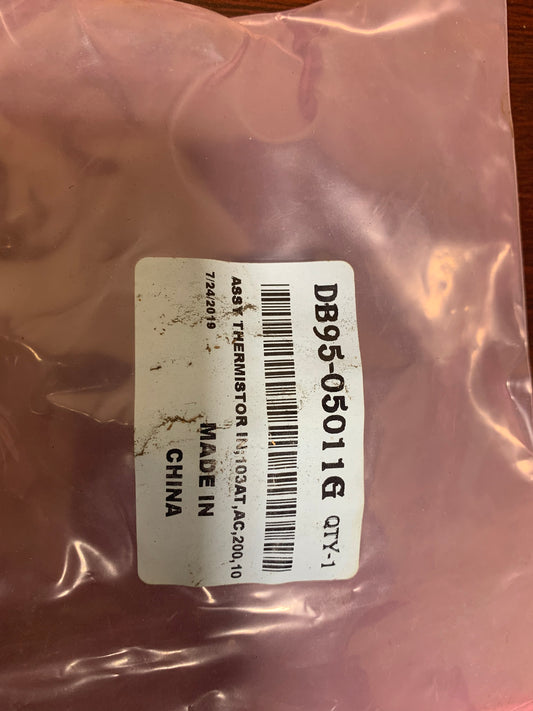 DB95-05011G QTY-1
ASSY THERMISTOR IN;103AT,AC,200,10
7/24/2019
MADE IN
CHINA